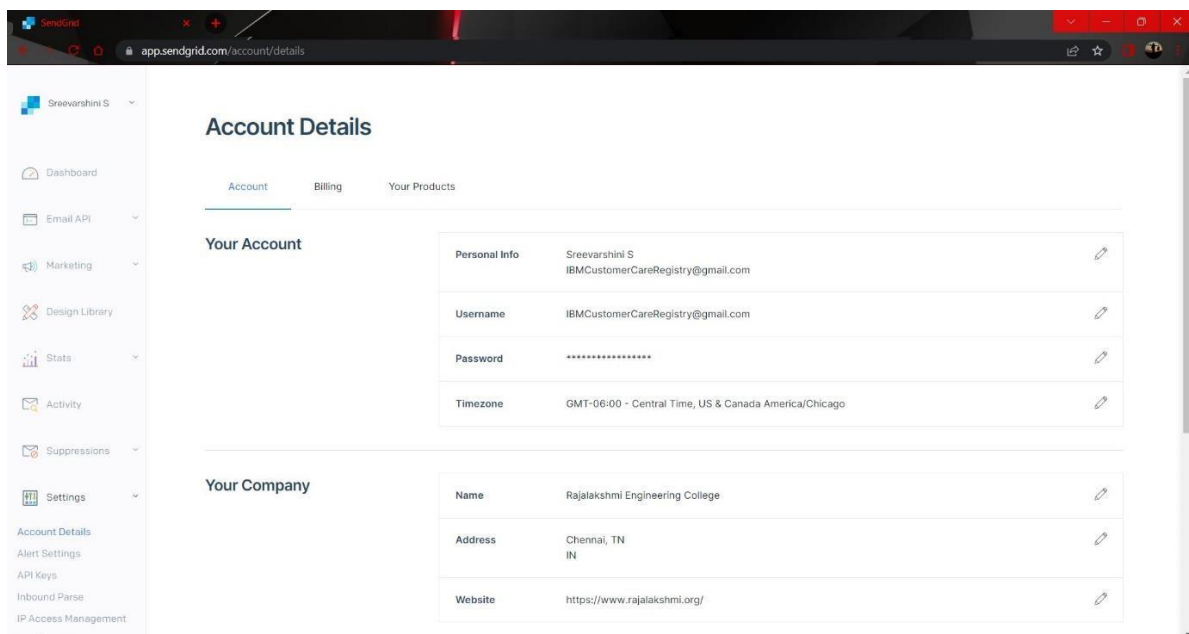 SendGrid
app.sendgrid.com/account/details
Sreevarshini S
Dashboard
Email API
Marketing
Design Library
Stats
Activity
Suppressions
Settings
Account Details
Alert Settings
API Keys
Inbound Parse
IP Access Management
Account Details
Account Billing Your Products
Your Account
Personal Info Sreevarshini S
IBMCustomerCareRegistry@gmail.com
Username IBMCustomerCareRegistry@gmail.com
Password *****************
Timezone GMT-06:00 - Central Time, US & Canada America/Chicago
Your Company
Name Rajalakshmi Engineering College
Address Chennai, TN
IN
Website https://www.rajalakshmi.org/